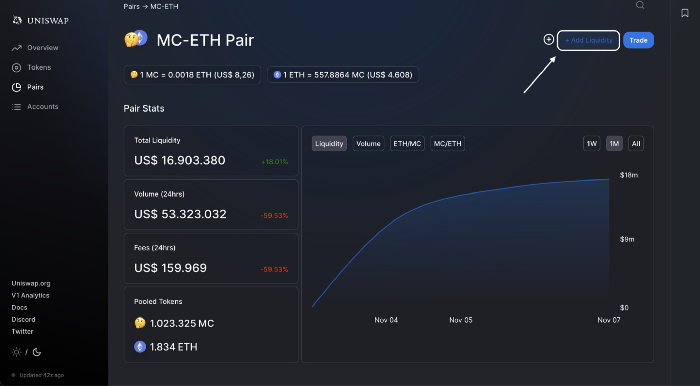 Pairs → MC-ETH
UNISWAP
MC-ETH Pair
+ Add Liquidity
Trade
Overview
Tokens
Pairs
Accounts
1 MC = 0.0018 ETH (US$ 8,26)
1 ETH = 557.8864 MC (US$ 4.608)
Pair Stats
Total Liquidity
US$ 16.903.380
+18.01%
Volume (24hrs)
US$ 53.323.032
-59.53%
Fees (24hrs)
US$ 159.969
-59.53%
Pooled Tokens
1.023.325 MC
1.834 ETH
Liquidity
Volume
ETH/MC
MC/ETH
1W
1M
All
$18m
$9m
$0
Nov 04
Nov 05
Nov 07
Uniswap.org
V1 Analytics
Docs
Discord
Twitter
/
Updated 42s ago